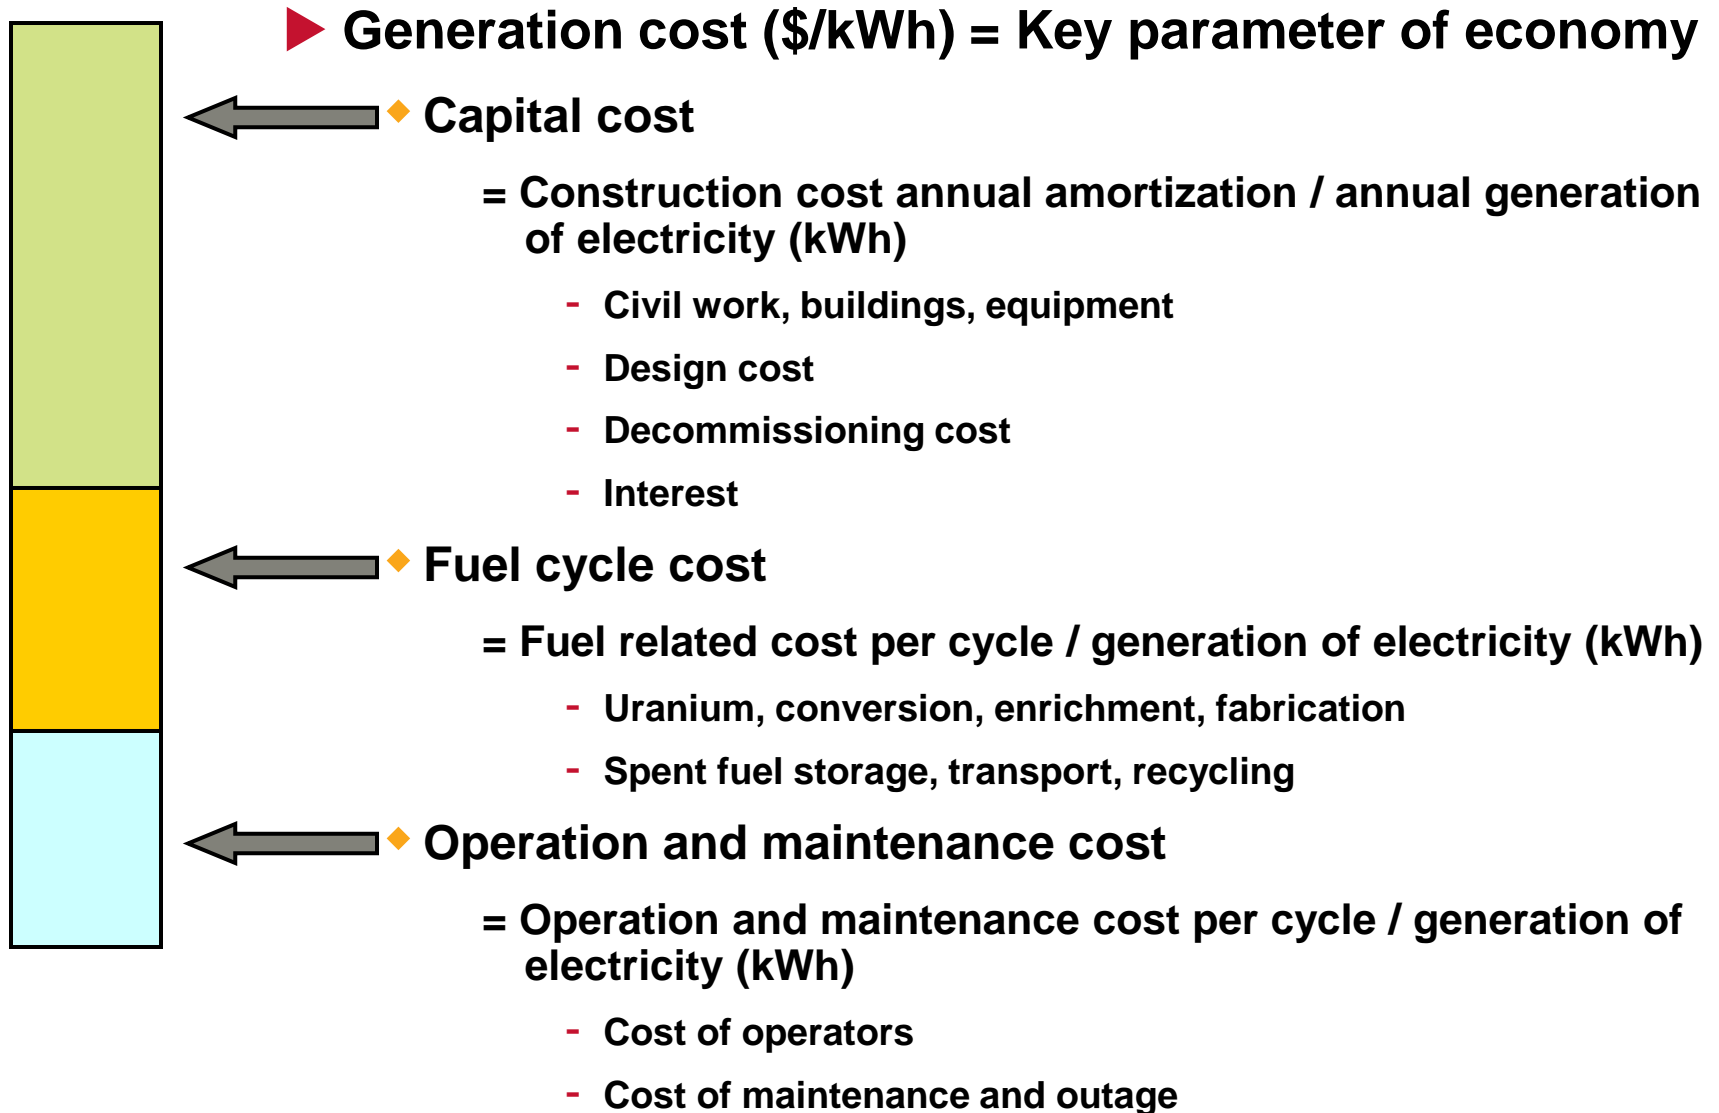 Generation cost ($/kWh) = Key parameter of economy
Capital cost
= Construction cost annual amortization / annual generation
of electricity (kWh)
- Civil work, buildings, equipment
- Design cost
- Decommissioning cost
- Interest
Fuel cycle cost
= Fuel related cost per cycle / generation of electricity (kWh)
- Uranium, conversion, enrichment, fabrication
- Spent fuel storage, transport, recycling
Operation and maintenance cost
= Operation and maintenance cost per cycle / generation of
electricity (kWh)
- Cost of operators
- Cost of maintenance and outage